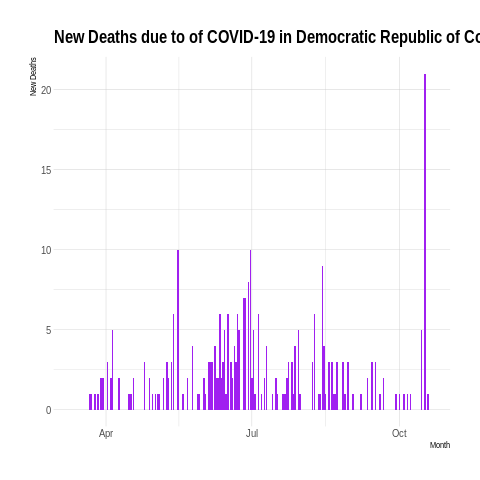 New Deaths due to of COVID-19 in Democratic Republic of Co
New Deaths
20
15
10
5
0
Apr
Jul
Oct
Month